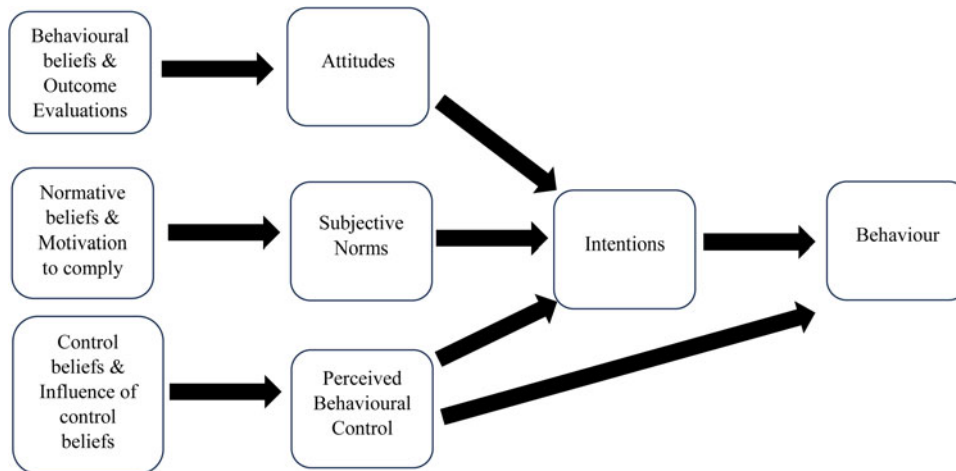 Behavioural
beliefs &
Outcome
Evaluations
Attitudes
Normative
beliefs &
Motivation
to comply
Subjective
Norms
Intentions
Behaviour
Control
beliefs &
Influence of
control
beliefs
Perceived
Behavioural
Control